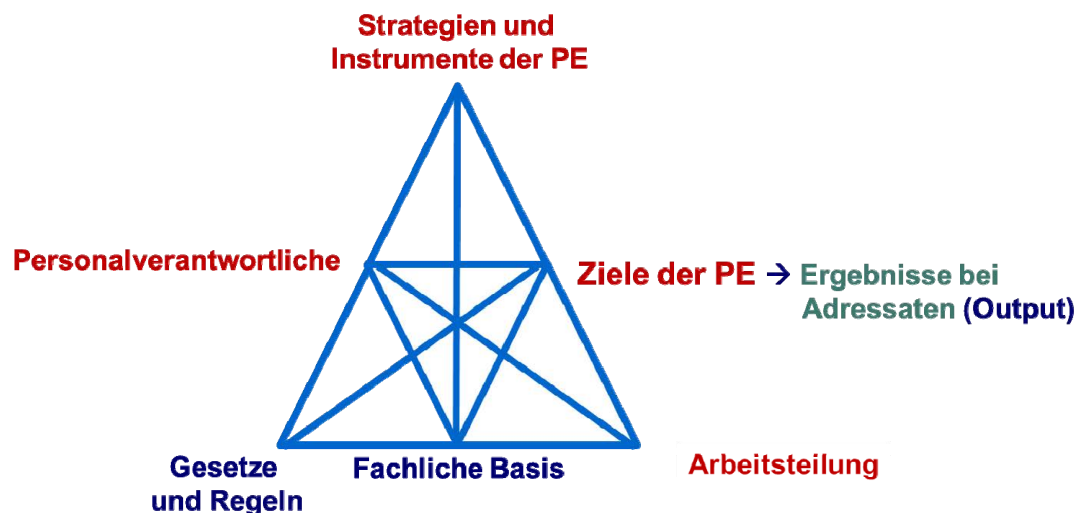 Strategien und
Instrumente der PE
Personalverantwortliche
Ziele der PE → Ergebnisse bei
Adressaten (Output)
Gesetze
und Regeln
Fachliche Basis
Arbeitsteilung